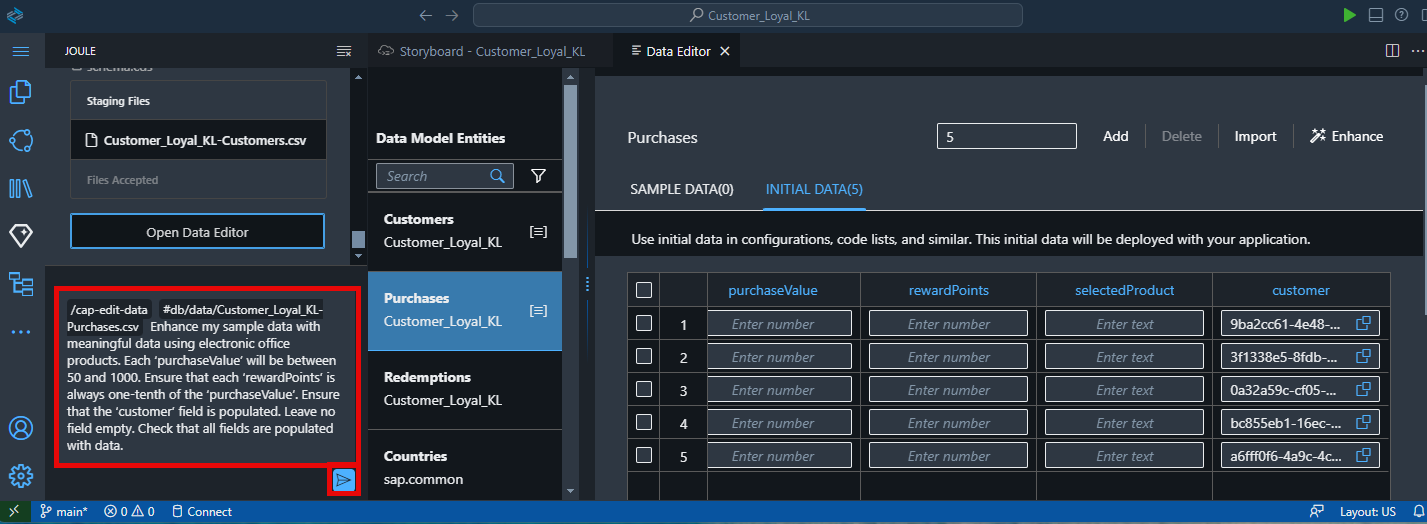 Customer_Loyal_KL
JOULE
Storyboard - Customer_Loyal_KL
Data Editor
schema.cds
Staging Files
Customer_Loyal_KL-Customers.csv
Files Accepted
Open Data Editor
/cap-edit-data #db/data/Customer_Loyal_KL-
Purchases.csv Enhance my sample data with
meaningful data using electronic office
products. Each ‘purchaseValue’ will be between
50 and 1000. Ensure that each ‘rewardPoints’ is
always one-tenth of the ‘purchaseValue’. Ensure
that the ‘customer’ field is populated. Leave no
field empty. Check that all fields are populated
with data.
Data Model Entities
Search
Customers
Customer_Loyal_KL
Purchases
Customer_Loyal_KL
Redemptions
Customer_Loyal_KL
Countries
sap.common
Purchases
5
Add
Delete
Import
Enhance
SAMPLE DATA(0)
INITIAL DATA(5)
Use initial data in configurations, code lists, and similar. This initial data will be deployed with your application.
purchaseValue rewardPoints selectedProduct customer
1 Enter number Enter number Enter text 9ba2cc61-4e48-...
2 Enter number Enter number Enter text 3f1338e5-8fdb-...
3 Enter number Enter number Enter text 0a32a59c-cf05-...
4 Enter number Enter number Enter text bc855eb1-16ec-...
5 Enter number Enter number Enter text a6fff0f6-4a9c-4c...
main* 0 0 Connect
Layout: US